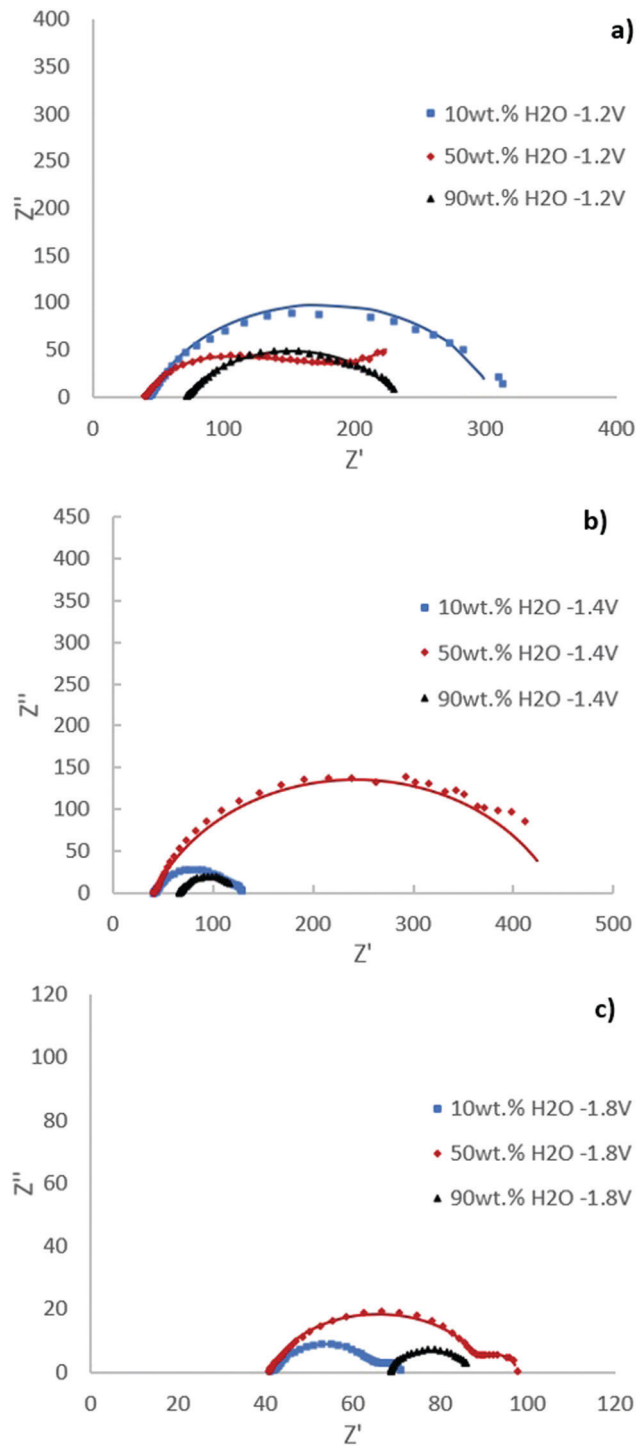 a)
400
350
300
250
200
150
100
50
0
Z''
10wt.% H2O -1.2V
50wt.% H2O -1.2V
90wt.% H2O -1.2V
0 100 200 300 400
Z'
b)
450
400
350
300
250
200
150
100
50
0
Z''
10wt.% H2O -1.4V
50wt.% H2O -1.4V
90wt.% H2O -1.4V
0 100 200 300 400 500
Z'
c)
120
100
80
60
40
20
0
Z''
10wt.% H2O -1.8V
50wt.% H2O -1.8V
90wt.% H2O -1.8V
0 20 40 60 80 100 120
Z'